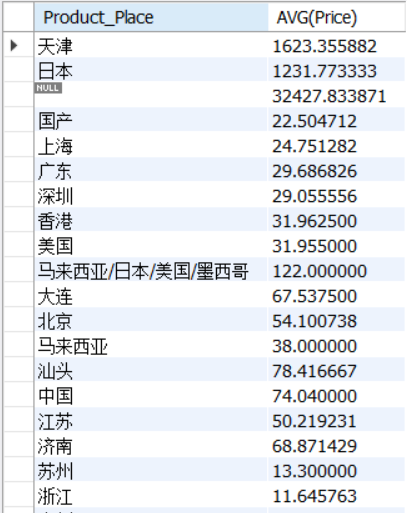 Product_Place AVG(Price)
天津 1623.355882
日本 1231.773333
NULL 32427.833871
国产 22.504712
上海 24.751282
广东 29.686826
深圳 29.055556
香港 31.962500
美国 31.955000
马来西亚/日本/美国/墨西哥 122.000000
大连 67.537500
北京 54.100738
马来西亚 38.000000
汕头 78.416667
中国 74.040000
江苏 50.219231
济南 68.871429
苏州 13.300000
浙江 11.645763